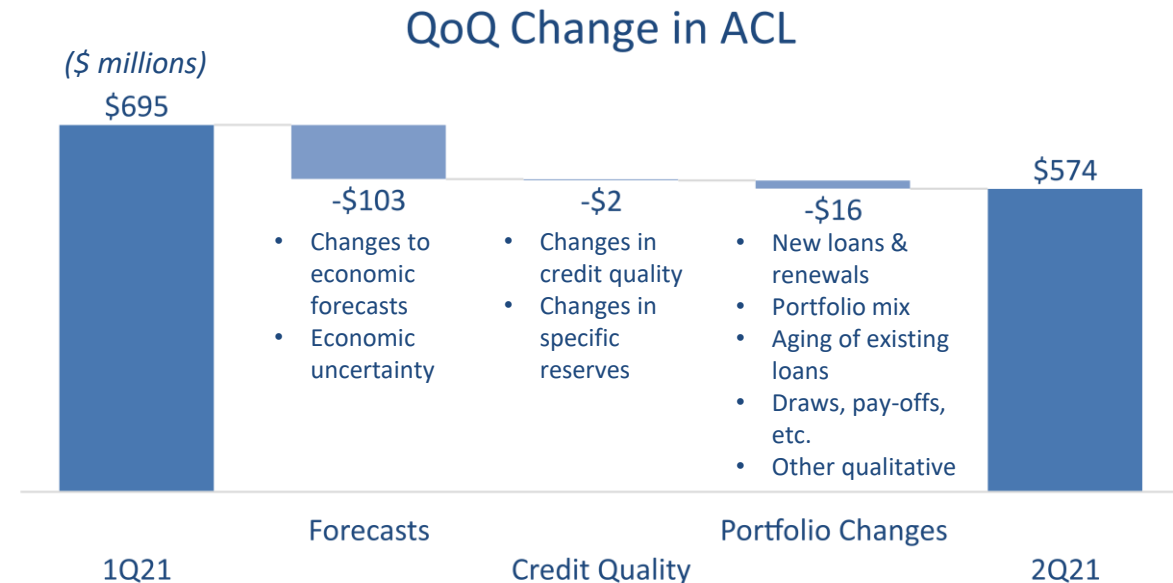 QoQ Change in ACL
($ millions)
$695
-$103
• Changes to
economic
forecasts
• Economic
uncertainty
-$2
• Changes in
credit quality
• Changes in
specific
reserves
-$16
• New loans &
renewals
• Portfolio mix
• Aging of existing
loans
• Draws, pay-offs,
etc.
• Other qualitative
$574
1Q21
Forecasts
Credit Quality
Portfolio Changes
2Q21